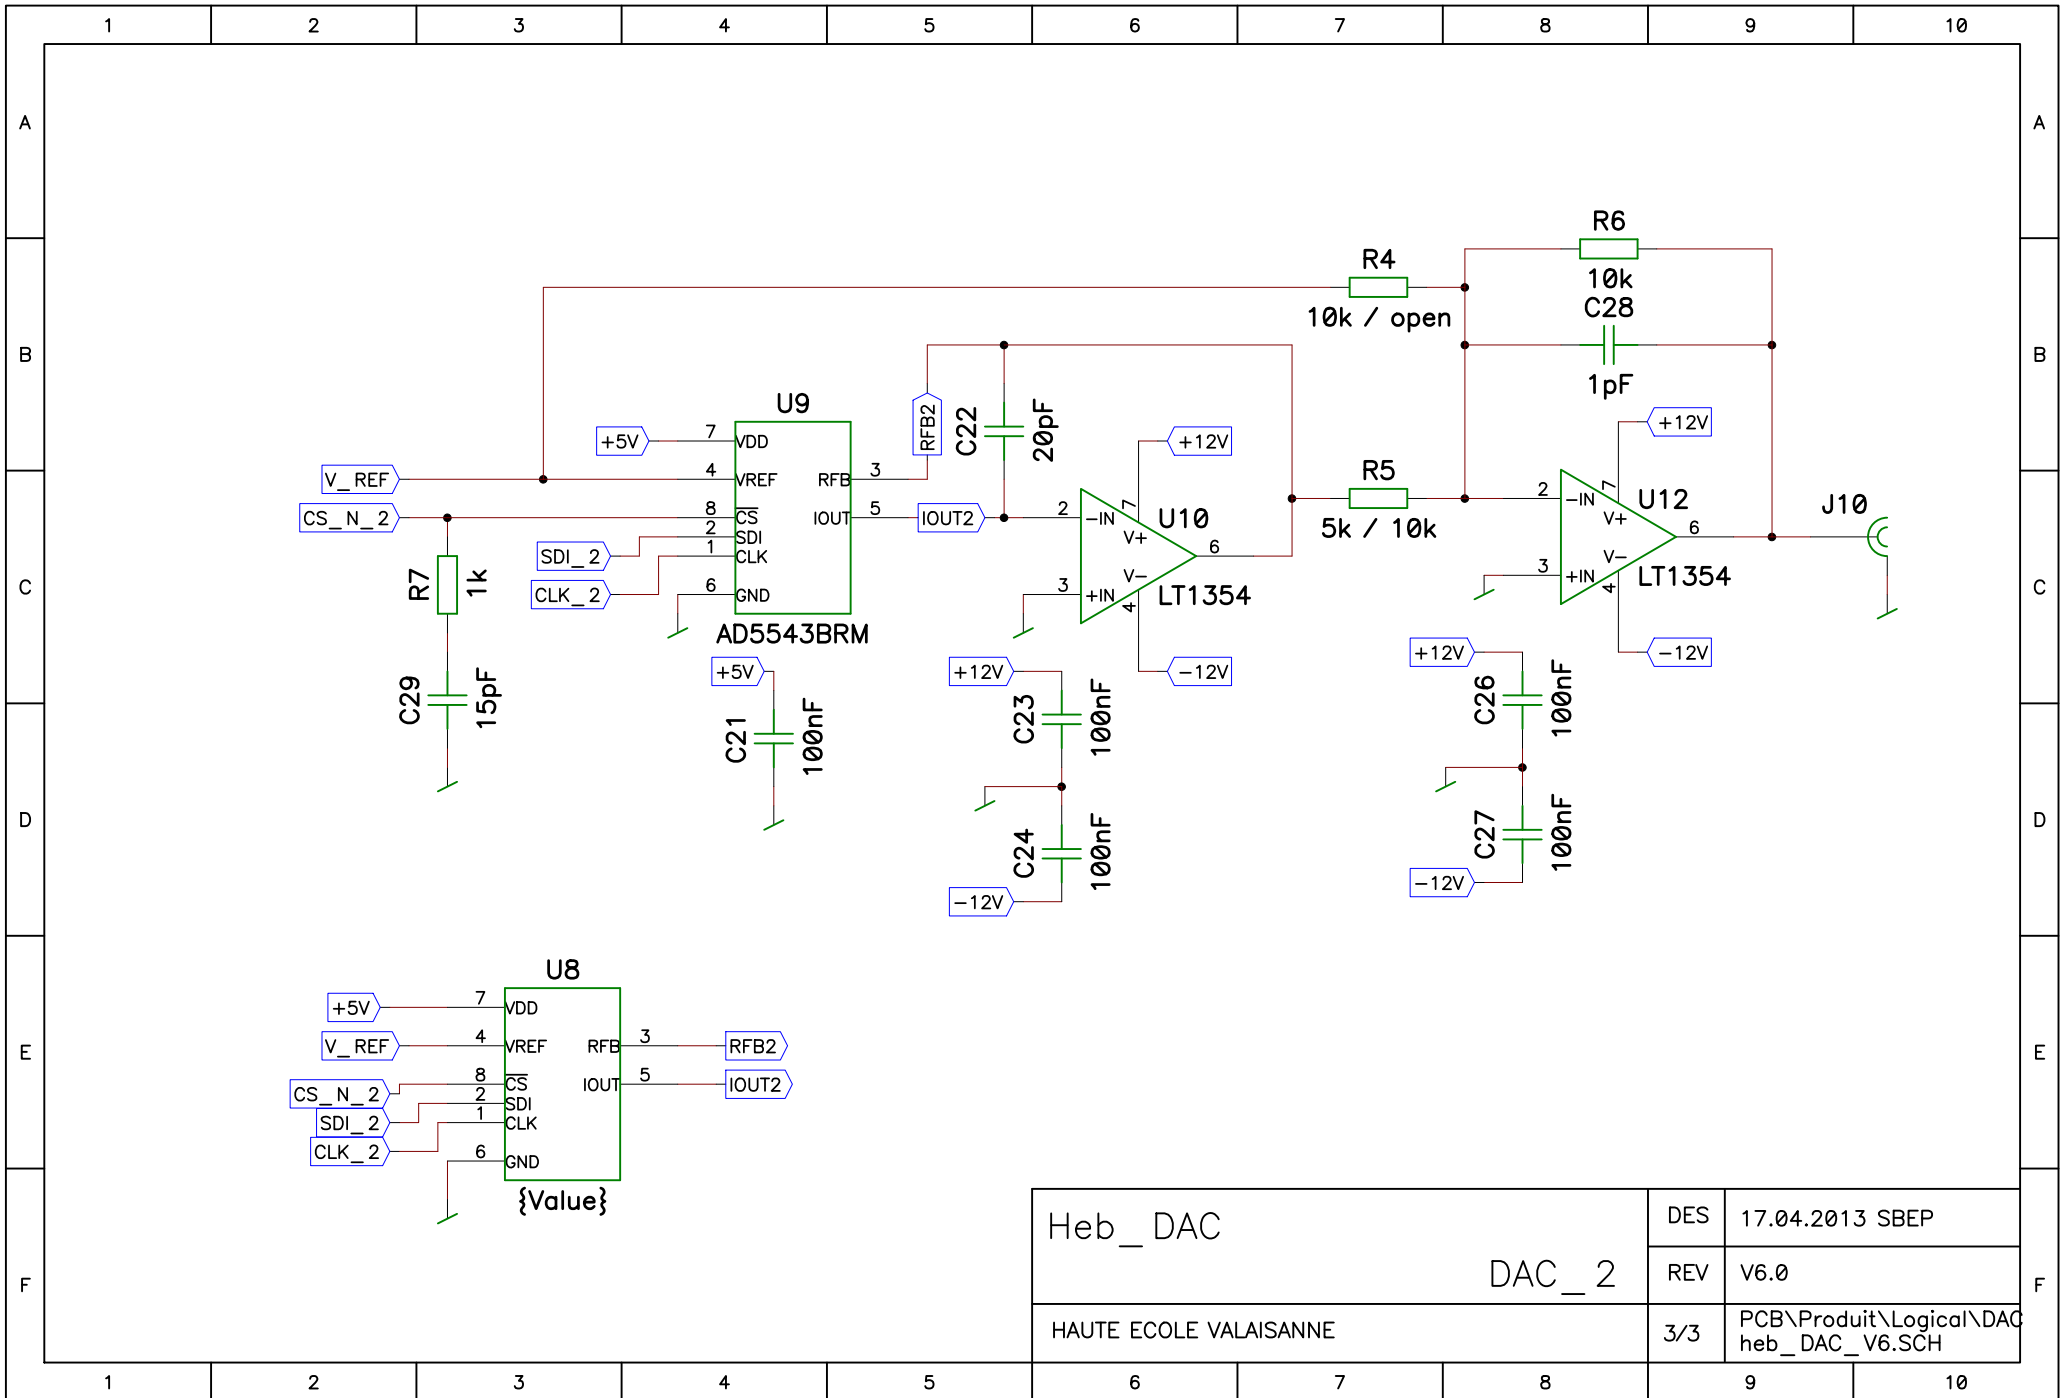 1 2 3 4 5 6 7 8 9 10
A A
R6
10k
R4
10k / open
C28
1pF
B B
U9
+5V 7 VDD
V_REF 4 VREF
CS_N_2 8 CS
SDI_2 2 SDI
CLK_2 1 CLK
6 GND
RFB 3
IOUT 5
AD5543BRM
RFB2
IOUT2
C22
20pF
+12V
2 -IN
7
V+
U10
6
3 +IN
V-
4
LT1354
-12V
R5
5k / 10k
+12V
2 -IN
7
V+
U12
6
3 +IN
V-
4
LT1354
-12V
J10
C C
R7
1k
C29
15pF
+5V
C21
100nF
+12V
C23
100nF
C24
100nF
-12V
+12V
C26
100nF
C27
100nF
-12V
D D
U8
+5V 7 VDD
V_REF 4 VREF
CS_N_2 8 CS
SDI_2 2 SDI
CLK_2 1 CLK
6 GND
RFB 3 RFB2
IOUT 5 IOUT2
{Value}
E E
Heb_DAC
DAC_2
DES 17.04.2013 SBEP
REV V6.0
HAUTE ECOLE VALAISANNE
3/3
PCB\Produit\Logical\DAC
heb_DAC_V6.SCH
F F
1 2 3 4 5 6 7 8 9 10